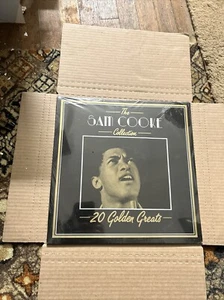 The
SAM COOKE
Collection
20 Golden Greats